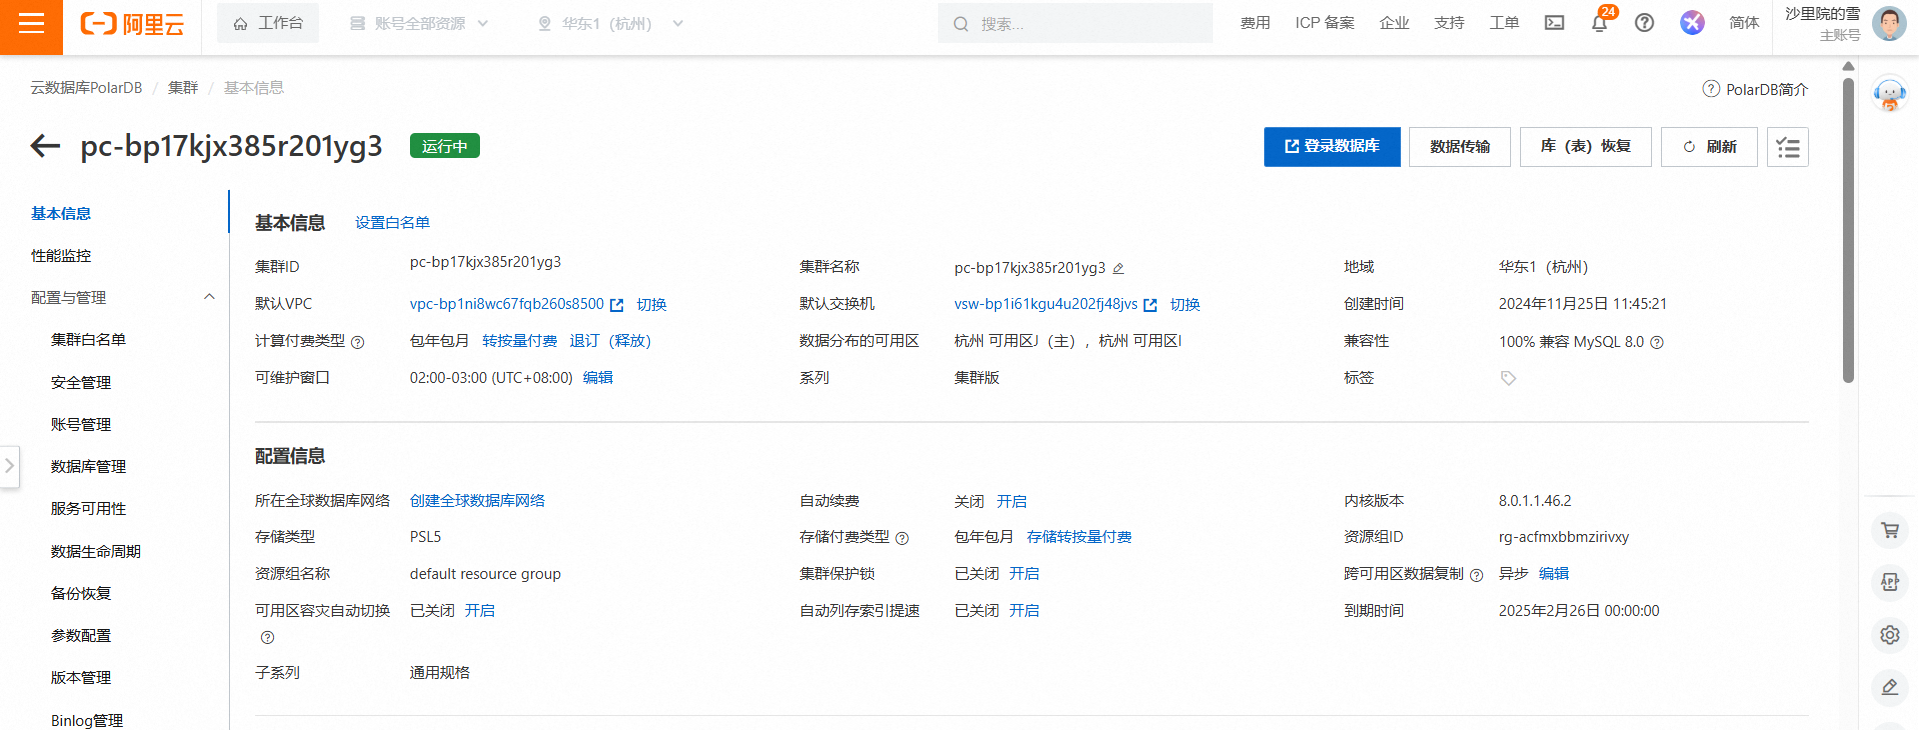 阿里云
工作台
账号全部资源
华东1（杭州）
搜索...
费用
ICP 备案
企业
支持
工单
24
简体
沙里院的雪
主账号
云数据库PolarDB / 集群 / 基本信息
PolarDB简介
pc-bp17kjx385r201yg3
运行中
登录数据库
数据传输
库（表）恢复
刷新
基本信息
性能监控
配置与管理
集群白名单
安全管理
账号管理
数据库管理
服务可用性
数据生命周期
备份恢复
参数配置
版本管理
Binlog管理
基本信息 设置白名单
集群ID pc-bp17kjx385r201yg3
集群名称 pc-bp17kjx385r201yg3
地域 华东1（杭州）
默认VPC vpc-bp1ni8wc67fqb260s8500 切换
默认交换机 vsw-bp1i61kgu4u202fj48jvs 切换
创建时间 2024年11月25日 11:45:21
计算付费类型 包年包月 转按量付费 退订（释放）
数据分布的可用区 杭州 可用区J（主），杭州 可用区I
兼容性 100% 兼容 MySQL 8.0
可维护窗口 02:00-03:00 (UTC+08:00) 编辑
系列 集群版
标签
配置信息
所在全球数据库网络 创建全球数据库网络
自动续费 关闭 开启
内核版本 8.0.1.1.46.2
存储类型 PSL5
存储付费类型 包年包月 存储转按量付费
资源组ID rg-acfmxbbmzirivxy
资源组名称 default resource group
集群保护锁 已关闭 开启
跨可用区数据复制 异步 编辑
可用区容灾自动切换 已关闭 开启
自动列存索引提速 已关闭 开启
到期时间 2025年2月26日 00:00:00
子系列 通用规格
APP